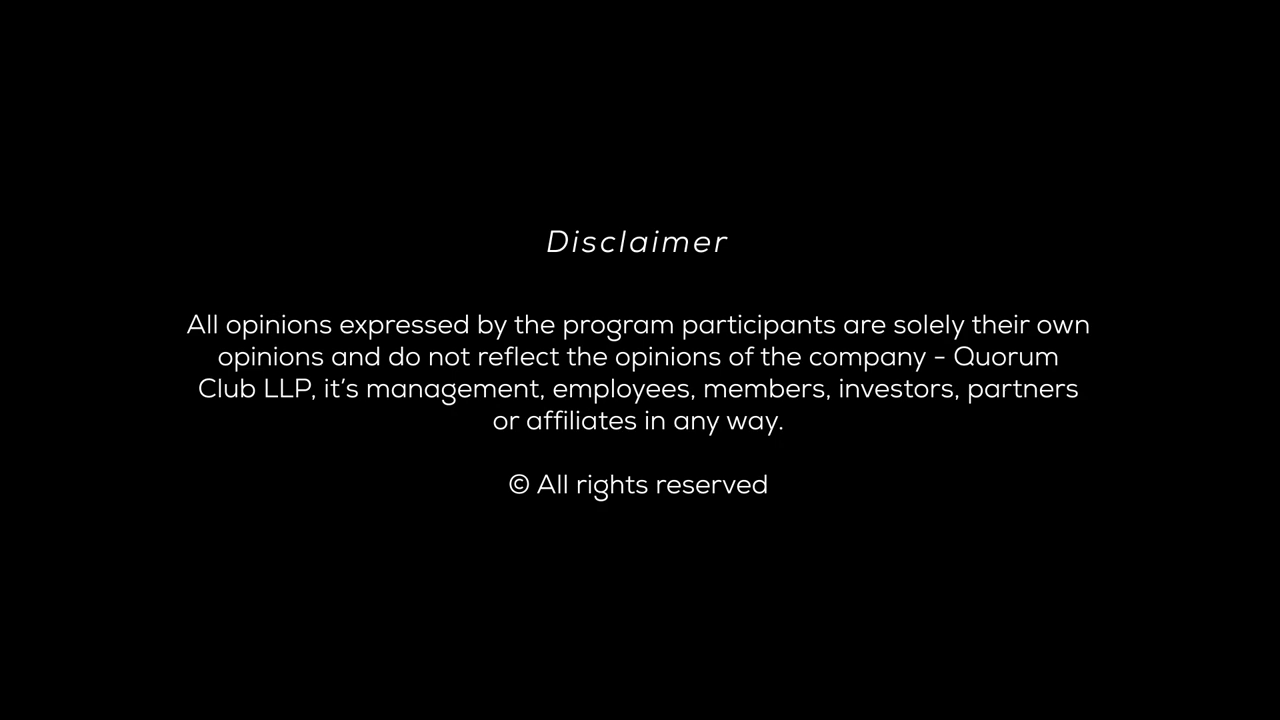 Disclaimer
All opinions expressed by the program participants are solely their own
opinions and do not reflect the opinions of the company - Quorum
Club LLP, it’s management, employees, members, investors, partners
or affiliates in any way.
© All rights reserved